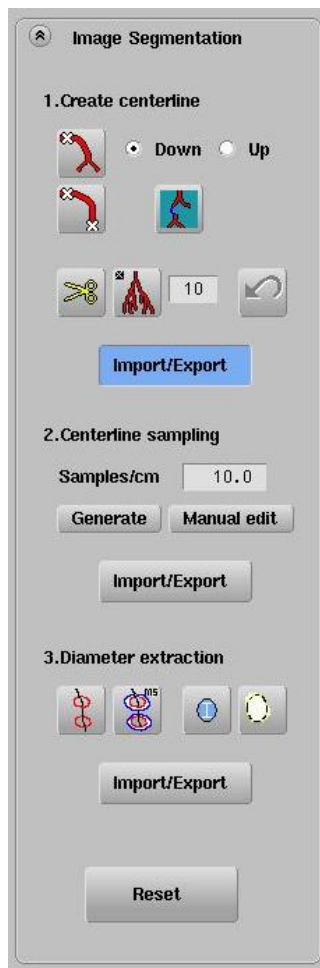 Image Segmentation
1.Create centerline
Down Up
10
Import/Export
2.Centerline sampling
Samples/cm 10.0
Generate Manual edit
Import/Export
3.Diameter extraction
MS
Import/Export
Reset